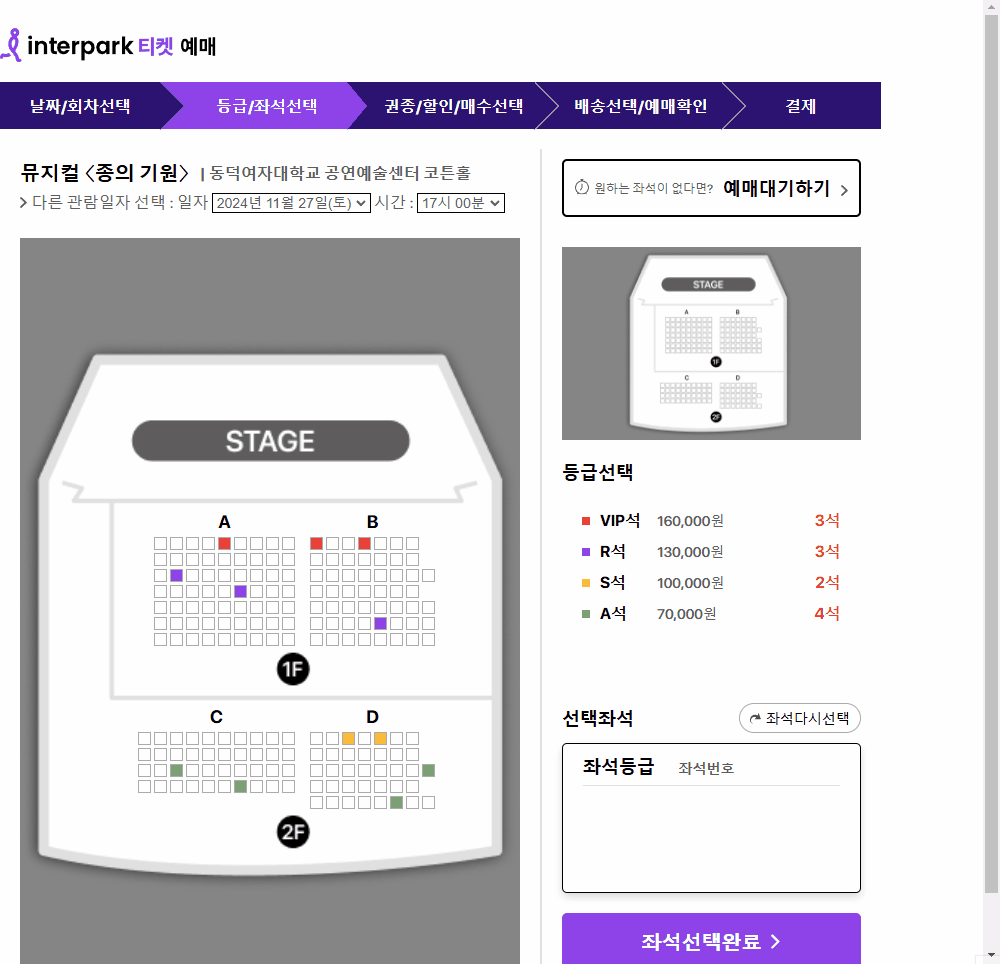 interpark 티켓 예매
날짜/회차선택
등급/좌석선택
권종/할인/매수선택
배송선택/예매확인
결제
뮤지컬 〈종의 기원〉 | 동덕여자대학교 공연예술센터 코튼홀
다른 관람일자 선택 : 일자 2024년 11월 27일(토) 시간 : 17시 00분
STAGE
A B
1F
C D
2F
원하는 좌석이 없다면? 예매대기하기
STAGE
A B
1F
C D
2F
등급선택
VIP석 160,000원 3석
R석 130,000원 3석
S석 100,000원 2석
A석 70,000원 4석
선택좌석 좌석다시선택
좌석등급 좌석번호
좌석선택완료